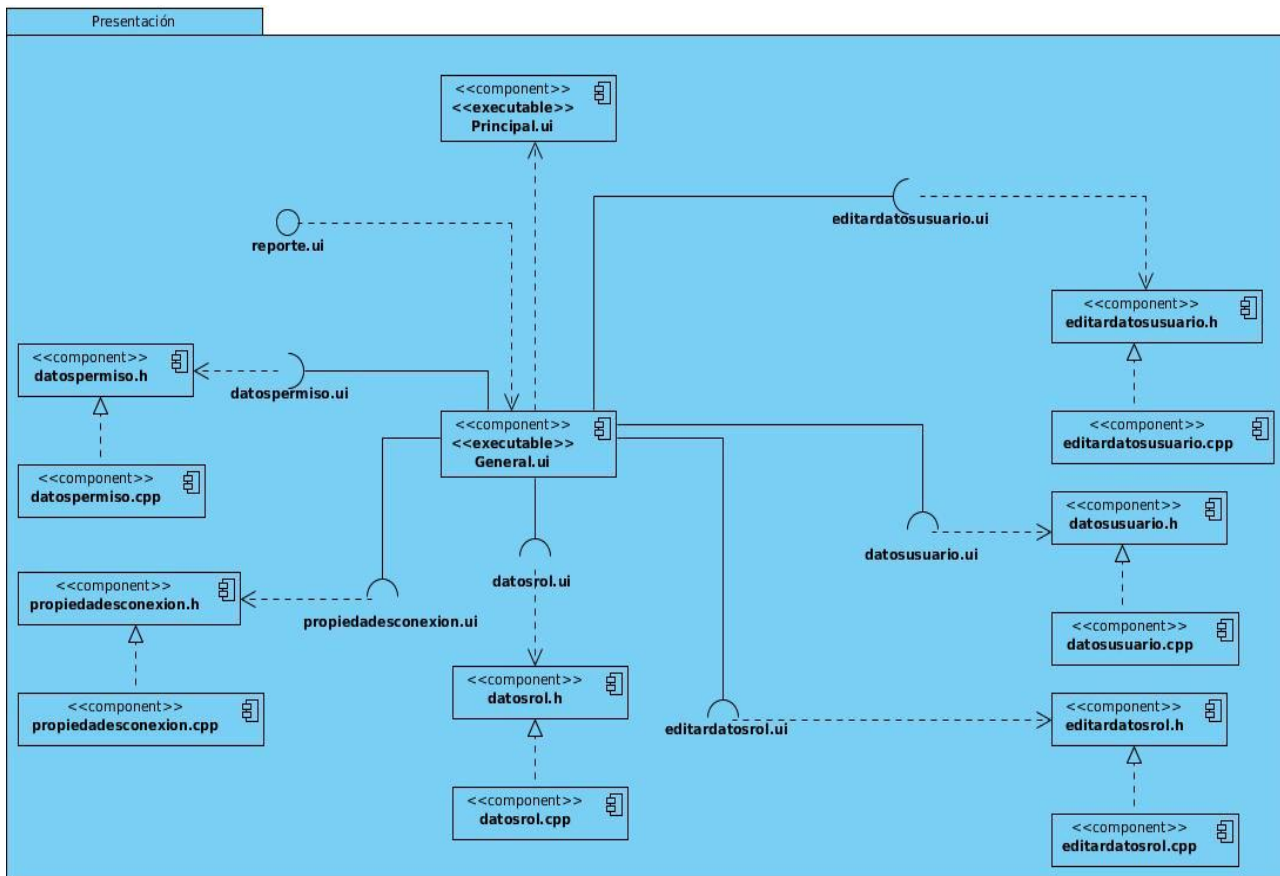 Presentación
<<component>>
<<executable>>
Principal.ui
editardatosusuario.ui
reporte.ui
<<component>>
editardatosusuario.h
<<component>>
datospermiso.h
datospermiso.ui
<<component>>
<<executable>>
General.ui
<<component>>
editardatosusuario.cpp
<<component>>
datospermiso.cpp
<<component>>
datosusuario.h
datosusuario.ui
datosrol.ui
<<component>>
propiedadesconexion.h
propiedadesconexion.ui
<<component>>
datosusuario.cpp
<<component>>
datosrol.h
<<component>>
propiedadesconexion.cpp
editardatosrol.ui
<<component>>
editardatosrol.h
<<component>>
datosrol.cpp
<<component>>
editardatosrol.cpp